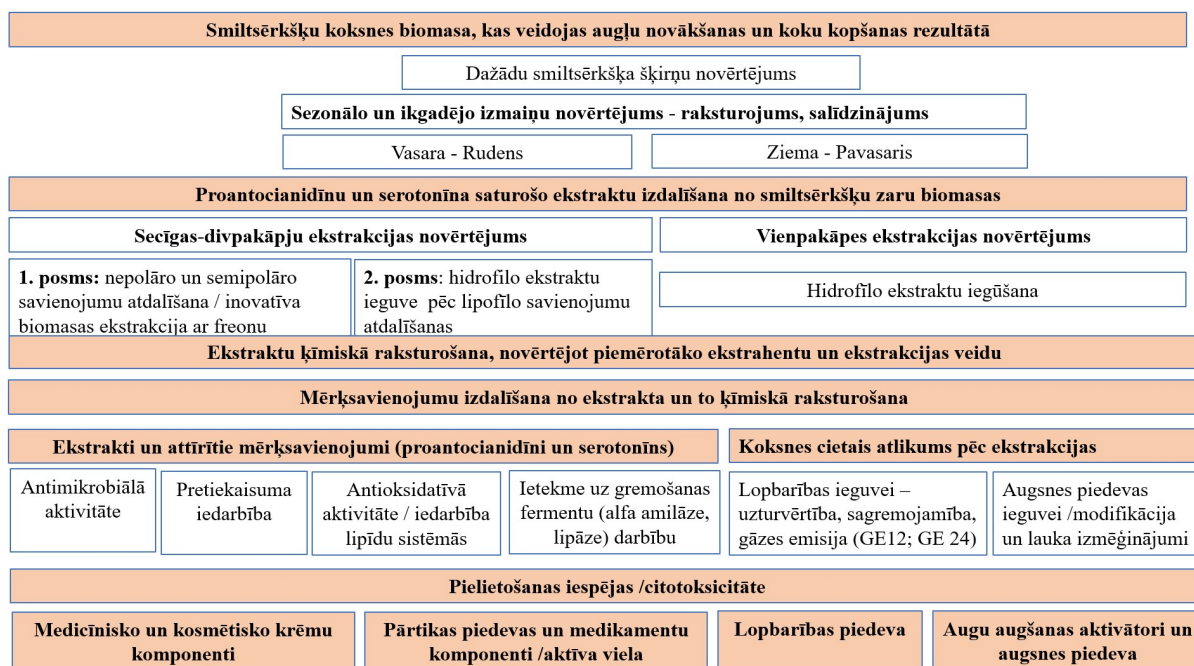 Smiltsērkšķu koksnes biomasa, kas veidojas augļu novākšanas un koku kopšanas rezultātā
Dažādu smiltsērkšķa šķirņu novērtējums
Sezonālo un ikgadējo izmaiņu novērtējums - raksturojums, salīdzinājums
Vasara - Rudens
Ziema - Pavasaris
Proantocianidīnu un serotonīna saturošo ekstraktu izdalīšana no smiltsērkšķu zaru biomasas
Secīgas-divpakāpju ekstrakcijas novērtējums
Vienpakāpes ekstrakcijas novērtējums
1. posms: nepolāro un semipolāro
savienojumu atdalīšana / inovatīva
biomasas ekstrakcija ar freonu
2. posms: hidrofīlo ekstraktu
ieguve pēc lipofīlo savienojumu
atdalīšanas
Hidrofīlo ekstraktu iegūšana
Ekstraktu ķīmiskā raksturošana, novērtējot piemērotāko ekstrahentu un ekstrakcijas veidu
Mērķsavienojumu izdalīšana no ekstrakta un to ķīmiskā raksturošana
Ekstrakti un attīrītie mērķsavienojumi (proantocianidīni un serotonīns)
Koksnes cietais atlikums pēc ekstrakcijas
Antimikrobiālā
aktivitāte
Pretiekaisuma
iedarbība
Antioksidatīvā
aktivitāte / iedarbība
lipīdu sistēmās
Ietekme uz gremošanas
fermentu (alfa amilāze,
lipāze) darbību
Lopbarības ieguvei –
uzturvērtība, sagremojamība,
gāzes emisija (GE12; GE 24)
Augsnes piedevas
ieguvei /modifikācija
un lauka izmēģinājumi
Pielietošanas iespējas /citotoksicitāte
Medicīnisko un kosmētisko krēmu
komponenti
Pārtikas piedevas un medikamentu
komponenti /aktīva viela
Lopbarības piedeva
Augu augšanas aktivātori un
augsnes piedeva